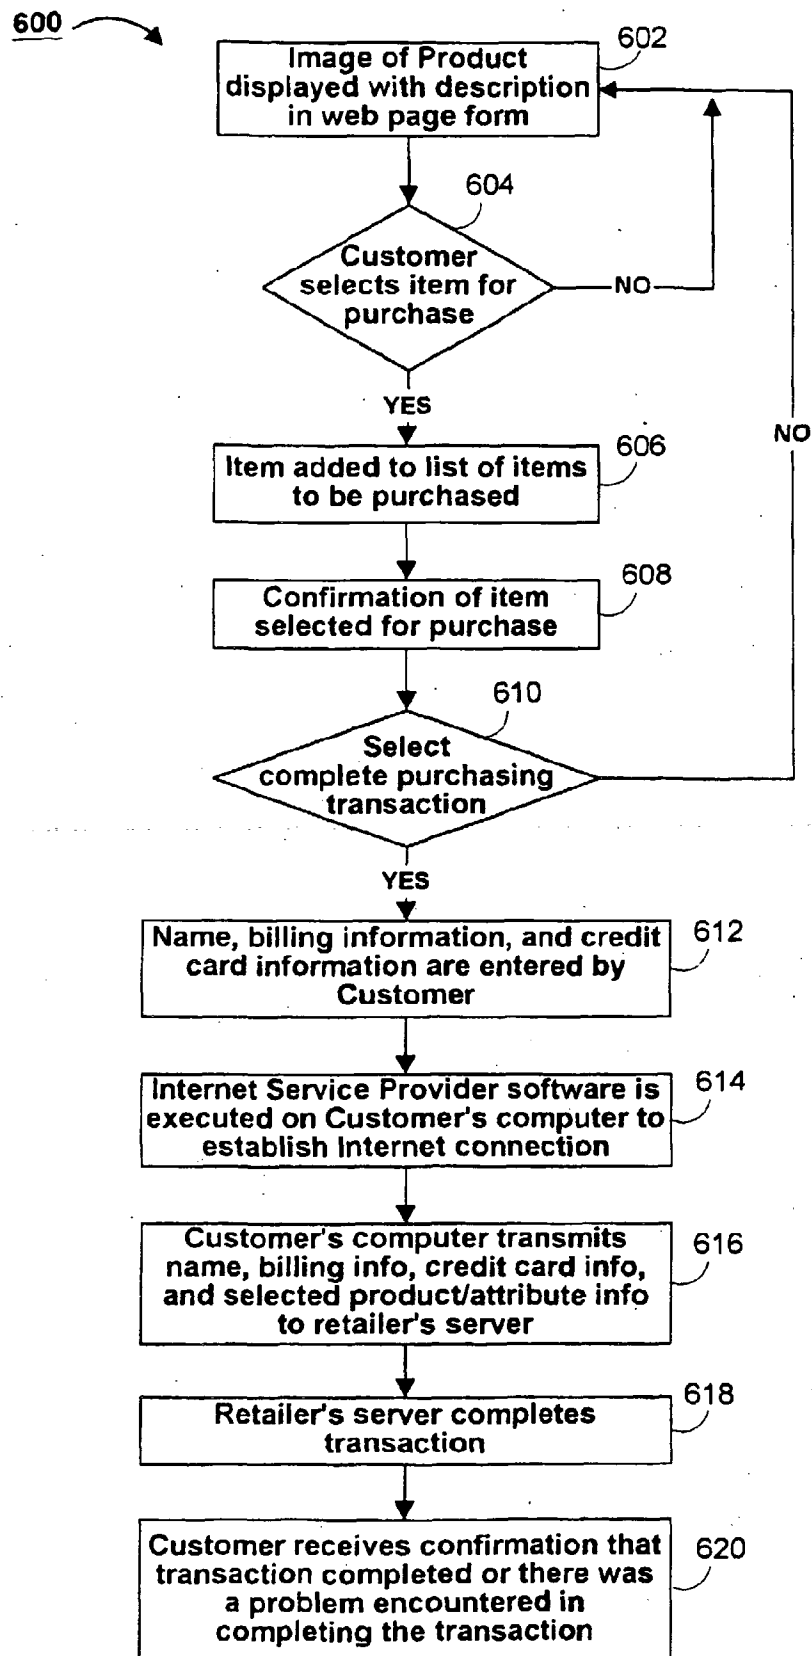 600
602
Image of Product
displayed with description
in web page form
604
Customer
selects item for
purchase
NO
YES
NO
606
Item added to list of items
to be purchased
608
Confirmation of item
selected for purchase
610
Select
complete purchasing
transaction
YES
612
Name, billing information, and credit
card information are entered by
Customer
614
Internet Service Provider software is
executed on Customer's computer to
establish Internet connection
616
Customer's computer transmits
name, billing info, credit card info,
and selected product/attribute info
to retailer's server
618
Retailer's server completes
transaction
620
Customer receives confirmation that
transaction completed or there was
a problem encountered in
completing the transaction